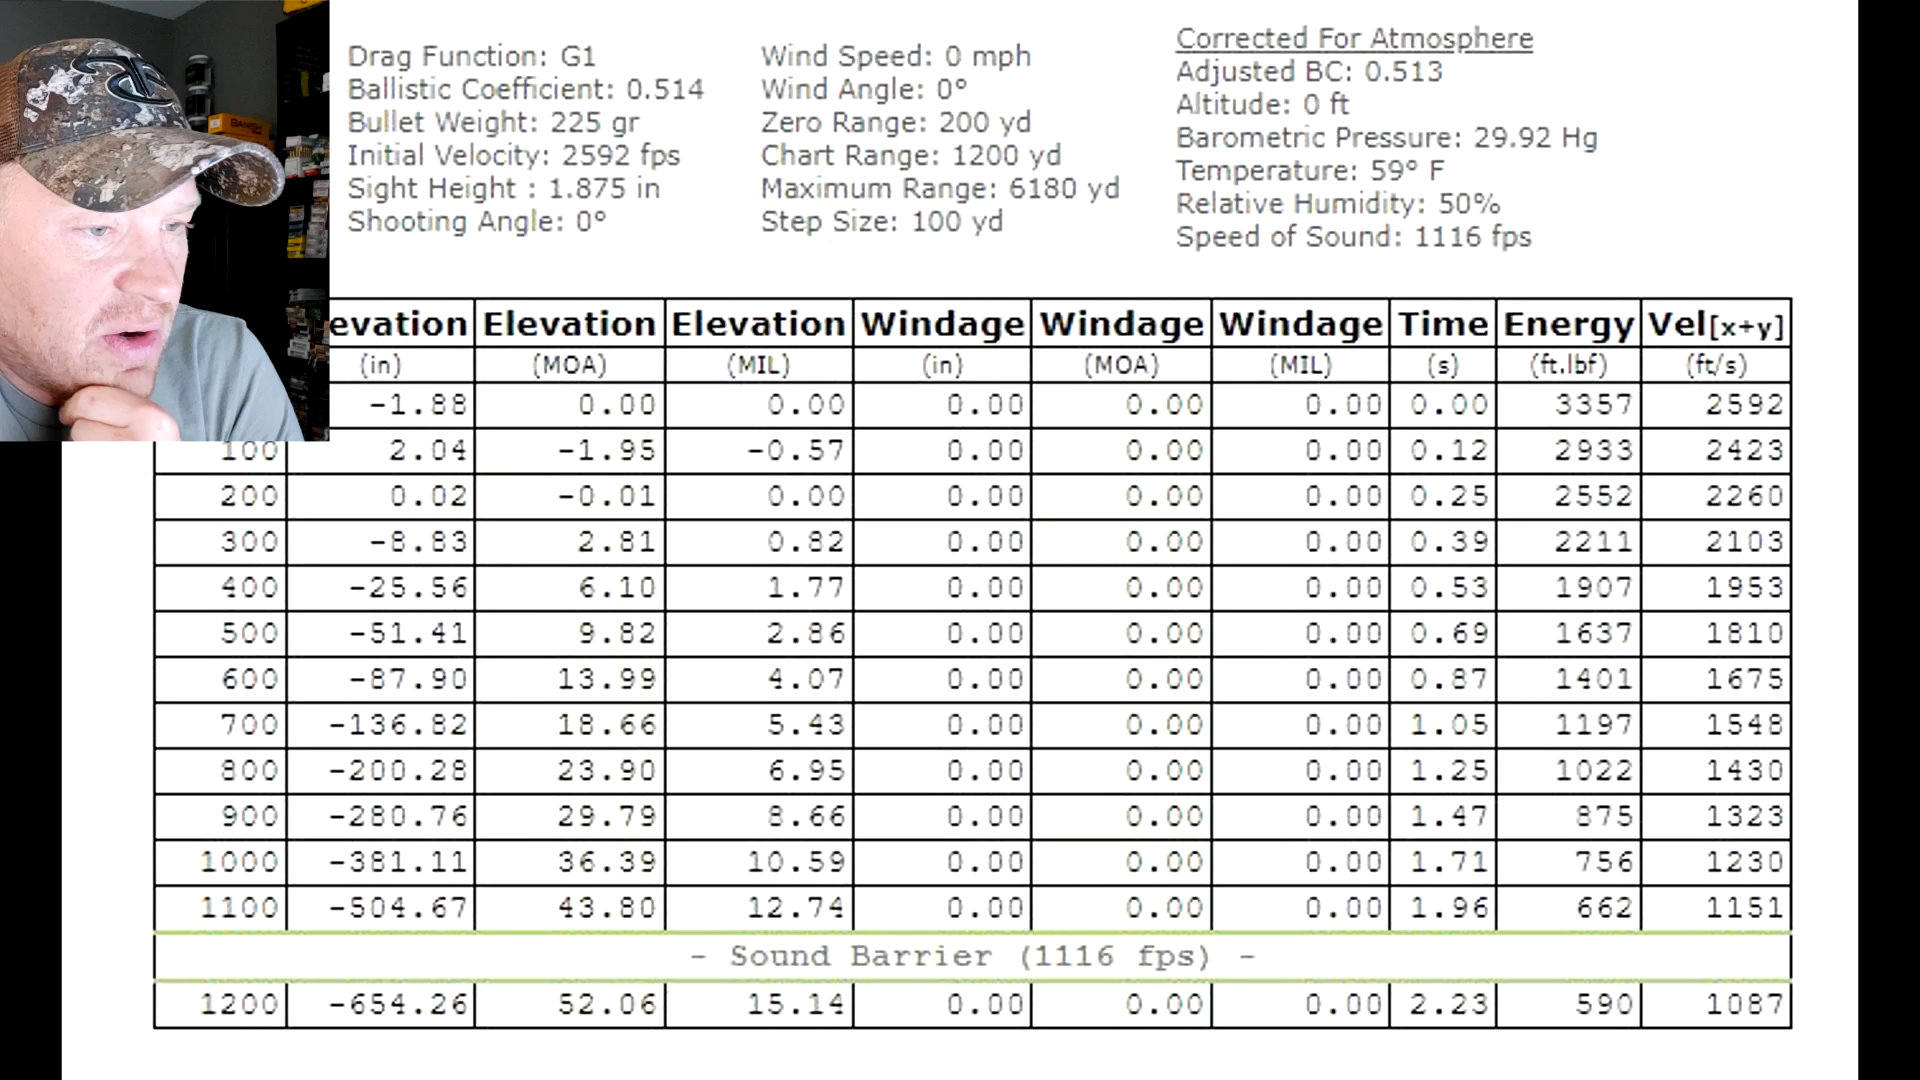 Drag Function: G1
Ballistic Coefficient: 0.514
Bullet Weight: 225 gr
Initial Velocity: 2592 fps
Sight Height : 1.875 in
Shooting Angle: 0°
Wind Speed: 0 mph
Wind Angle: 0°
Zero Range: 200 yd
Chart Range: 1200 yd
Maximum Range: 6180 yd
Step Size: 100 yd
Corrected For Atmosphere
Adjusted BC: 0.513
Altitude: 0 ft
Barometric Pressure: 29.92 Hg
Temperature: 59° F
Relative Humidity: 50%
Speed of Sound: 1116 fps
BANISH
evation Elevation Elevation Windage Windage Windage Time Energy Vel[x+y]
(in) (MOA) (MIL) (in) (MOA) (MIL) (s) (ft.lbf) (ft/s)
-1.88 0.00 0.00 0.00 0.00 0.00 0.00 3357 2592
100 2.04 -1.95 -0.57 0.00 0.00 0.00 0.12 2933 2423
200 0.02 -0.01 0.00 0.00 0.00 0.00 0.25 2552 2260
300 -8.83 2.81 0.82 0.00 0.00 0.00 0.39 2211 2103
400 -25.56 6.10 1.77 0.00 0.00 0.00 0.53 1907 1953
500 -51.41 9.82 2.86 0.00 0.00 0.00 0.69 1637 1810
600 -87.90 13.99 4.07 0.00 0.00 0.00 0.87 1401 1675
700 -136.82 18.66 5.43 0.00 0.00 0.00 1.05 1197 1548
800 -200.28 23.90 6.95 0.00 0.00 0.00 1.25 1022 1430
900 -280.76 29.79 8.66 0.00 0.00 0.00 1.47 875 1323
1000 -381.11 36.39 10.59 0.00 0.00 0.00 1.71 756 1230
1100 -504.67 43.80 12.74 0.00 0.00 0.00 1.96 662 1151
- Sound Barrier (1116 fps) -
1200 -654.26 52.06 15.14 0.00 0.00 0.00 2.23 590 1087